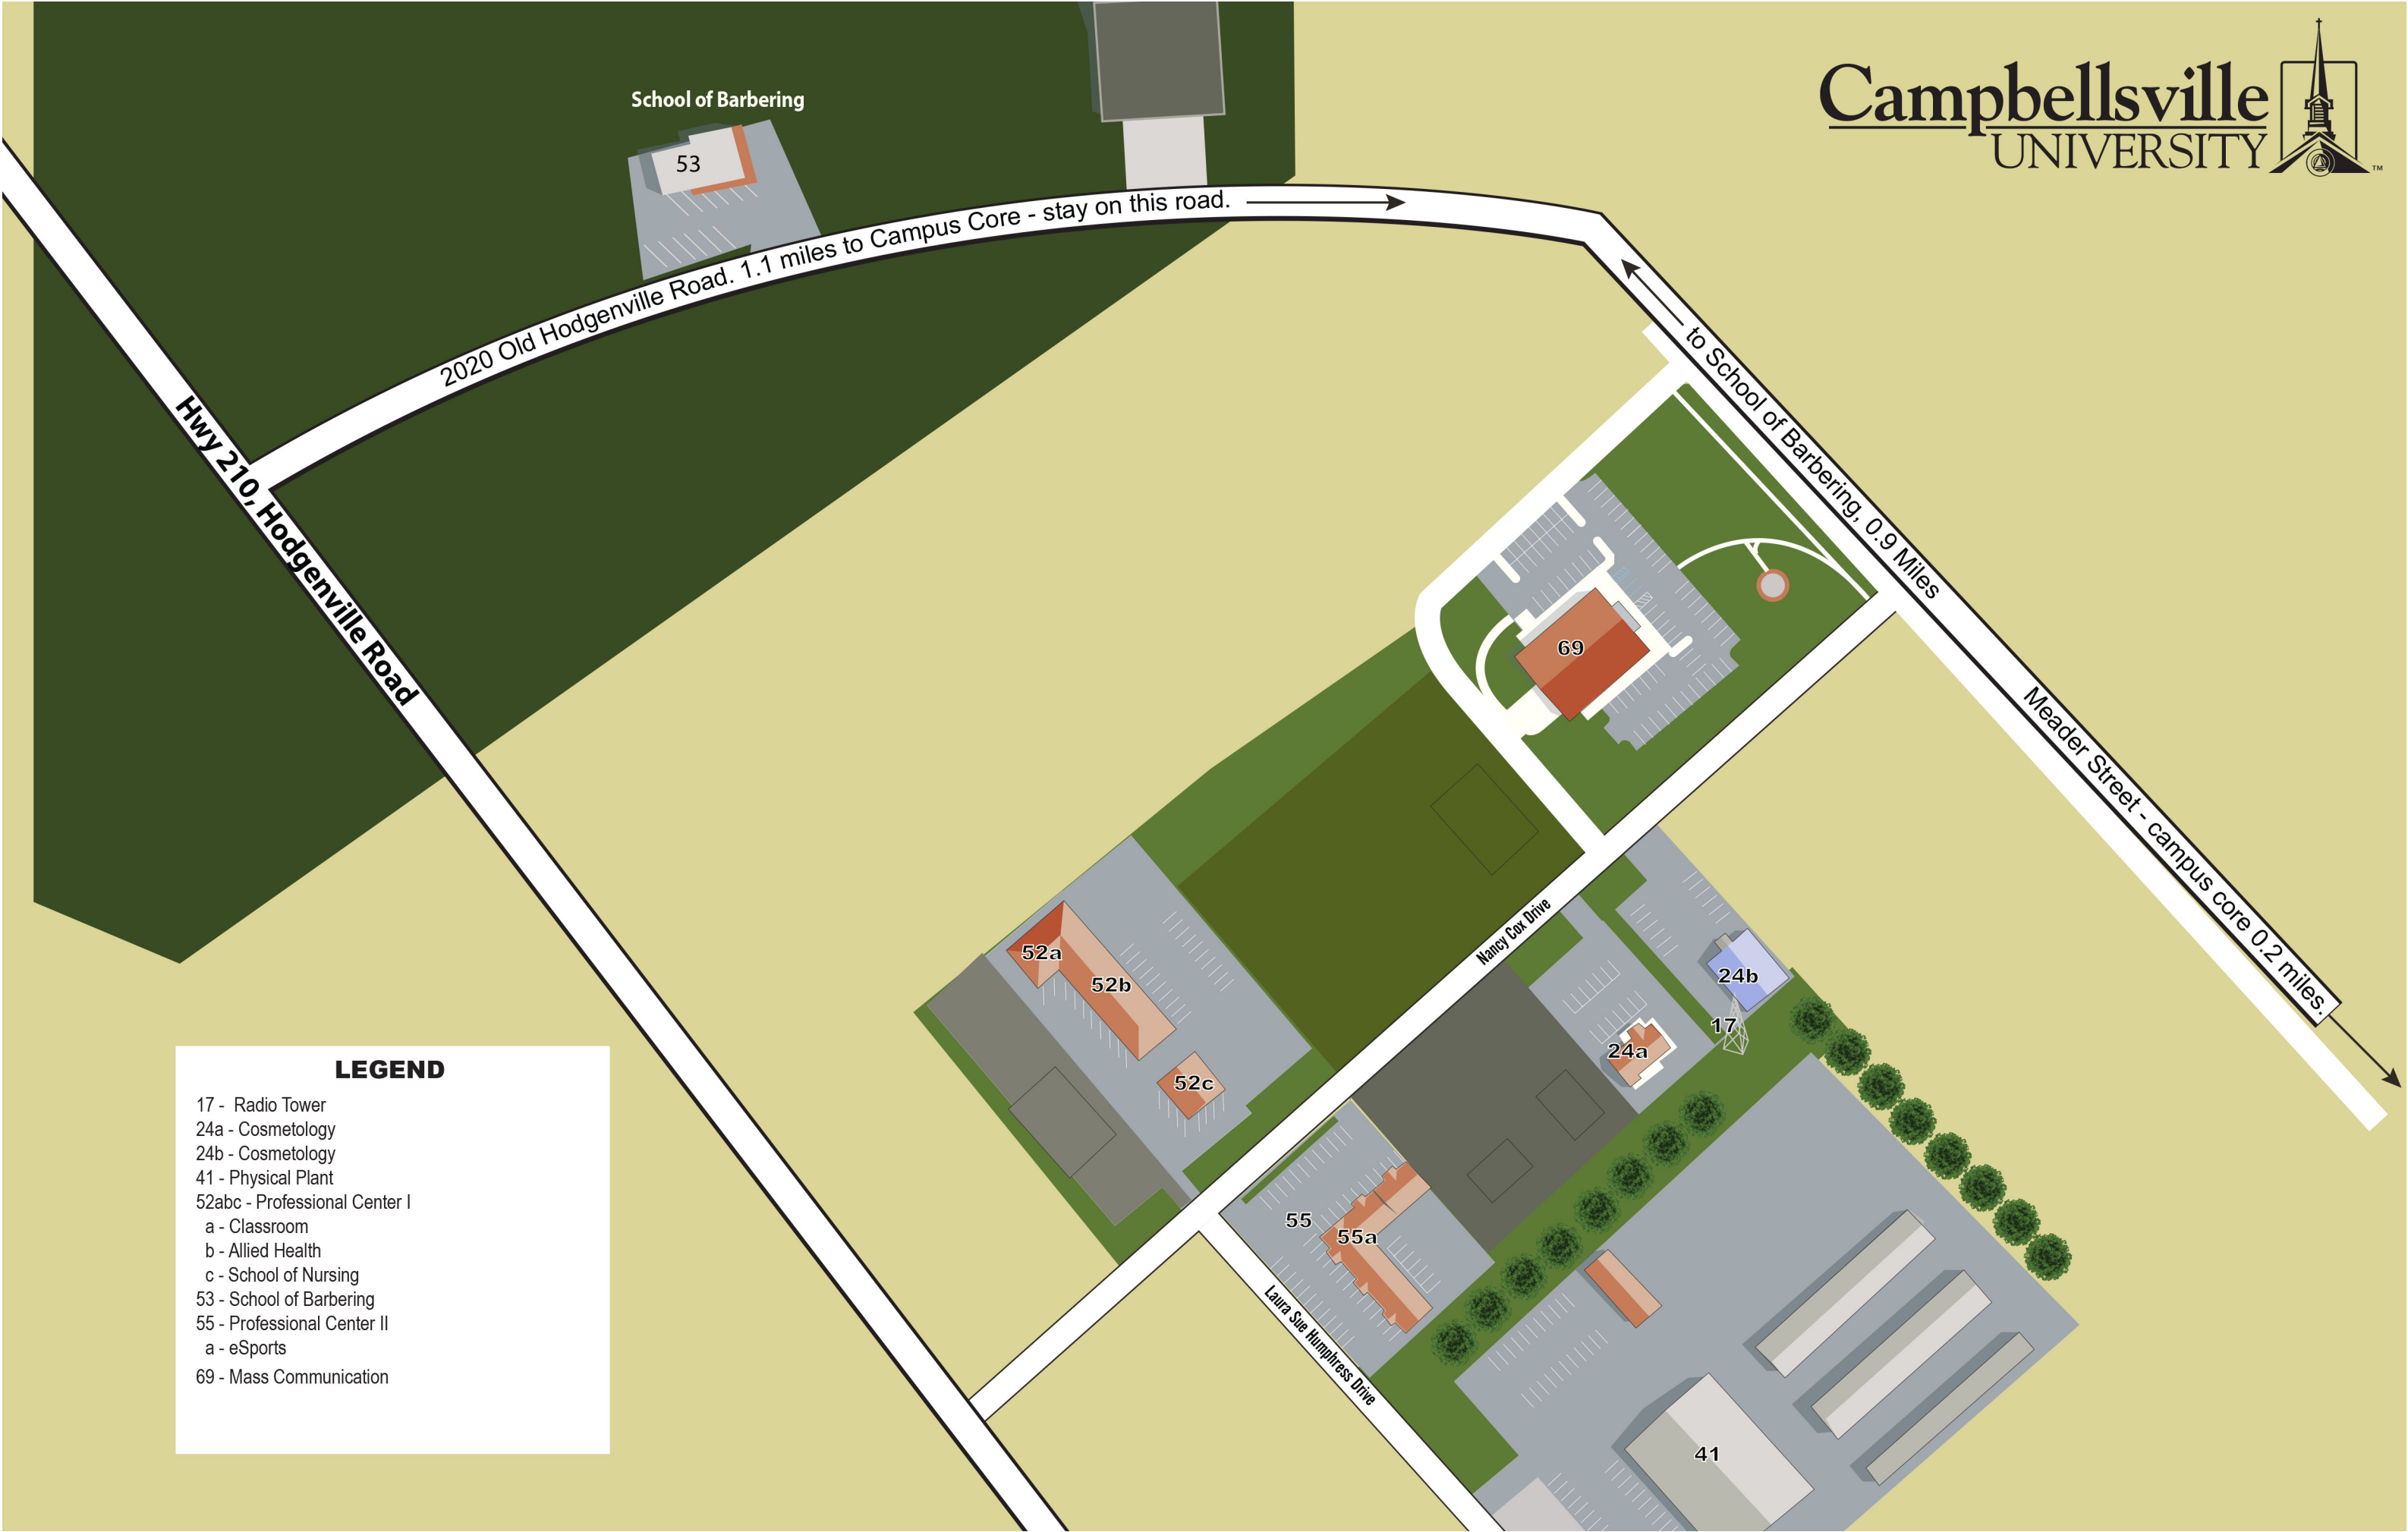 School of Barbering
53
Campbellsville
UNIVERSITY
™
2020 Old Hodgenville Road. 1.1 miles to Campus Core - stay on this road.
to School of Barbering, 0.9 Miles
Hwy 210, Hodgenville Road
69
Meader Street - campus core 0.2 miles.
Nancy Cox Drive
52a
52b
52c
24b
17
24a
55
55a
Laura Sue Humphress Drive
41
LEGEND
17 - Radio Tower
24a - Cosmetology
24b - Cosmetology
41 - Physical Plant
52abc - Professional Center I
a - Classroom
b - Allied Health
c - School of Nursing
53 - School of Barbering
55 - Professional Center II
a - eSports
69 - Mass Communication